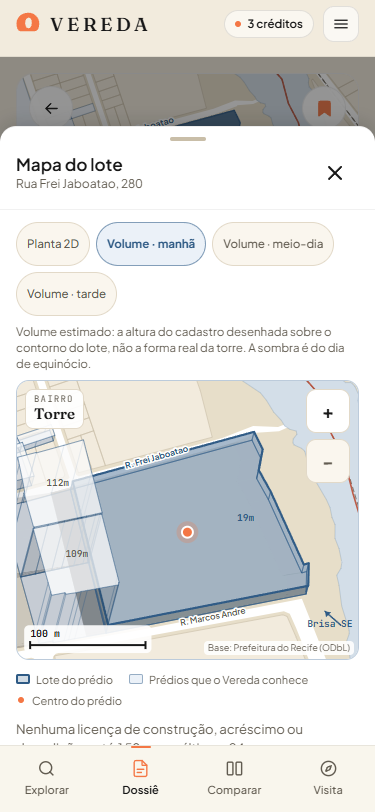 VEREDA
3 créditos
Mapa do lote
Rua Frei Jaboatao, 280
Planta 2D
Volume · manhã
Volume · meio-dia
Volume · tarde
Volume estimado: a altura do cadastro desenhada sobre o
contorno do lote, não a forma real da torre. A sombra é do dia
de equinócio.
BAIRRO
Torre
+
R. Frei Jaboatao
−
112m
19m
109m
R. Marcos Andre
Brisa SE
100 m
Base: Prefeitura do Recife (ODbL)
Lote do prédio
Prédios que o Vereda conhece
Centro do prédio
Nenhuma licença de construção, acréscimo ou
Explorar
Dossiê
Comparar
Visita